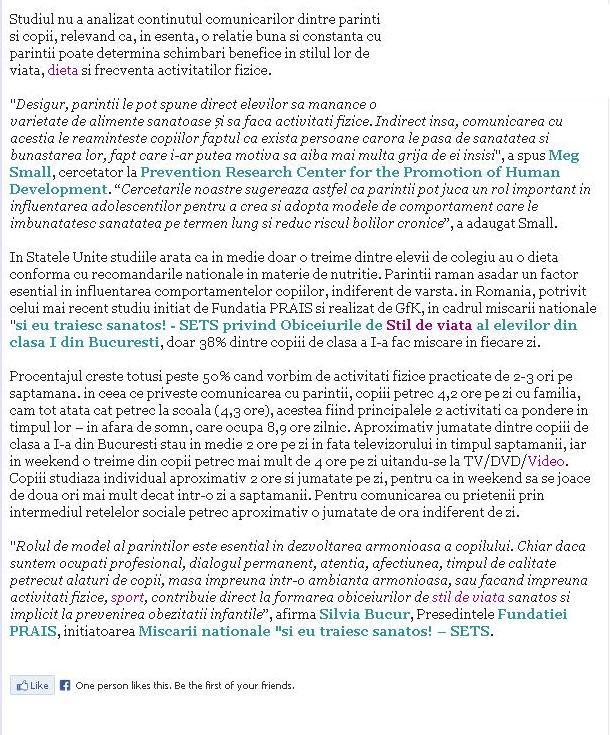 Studiul nu a analizat continutul comunicarilor dintre parinti
si copii, relevand ca, in esenta, o relatie buna si constanta cu
parintii poate determina schimbari benefice in stilul lor de
viata, dieta si frecventa activitatilor fizice.
"Desigur, parintii le pot spune direct elevilor sa manance o
varietate de alimente sanatoase și sa faca activitati fizice. Indirect insa, comunicarea cu
acestia le reaminteste copiilor faptul ca exista persoane carora le pasa de sanatatea si
bunastarea lor, fapt care i-ar putea motiva sa aiba mai multa grija de ei insisi", a spus Meg
Small, cercetator la Prevention Research Center for the Promotion of Human
Development. “Cercetarile noastre sugereaza astfel ca parintii pot juca un rol important in
influentarea adolescentilor pentru a crea si adopta modele de comportament care le
imbunatatesc sanatatea pe termen lung si reduc riscul bolilor cronice”, a adaugat Small.
In Statele Unite studiile arata ca in medie doar o treime dintre elevii de colegiu au o dieta
conforma cu recomandarile nationale in materie de nutritie. Parintii raman asadar un factor
esential in influentarea comportamentelor copiilor, indiferent de varsta. in Romania, potrivit
celui mai recent studiu initiat de Fundatia PRAIS si realizat de GfK, in cadrul miscarii nationale
"si eu traiesc sanatos! - SETS privind Obiceiurile de Stil de viata al elevilor din
clasa I din Bucuresti, doar 38% dintre copiii de clasa a I-a fac miscare in fiecare zi.
Procentajul creste totusi peste 50% cand vorbim de activitati fizice practicate de 2-3 ori pe
saptamana. in ceea ce priveste comunicarea cu parintii, copiii petrec 4,2 ore pe zi cu familia,
cam tot atata cat petrec la scoala (4,3 ore), acestea fiind principalele 2 activitati ca pondere in
timpul lor – in afara de somn, care ocupa 8,9 ore zilnic. Aproximativ jumatate dintre copiii de
clasa a I-a din Bucuresti stau in medie 2 ore pe zi in fata televizorului in timpul saptamanii, iar
in weekend o treime din copii petrec mai mult de 4 ore pe zi uitandu-se la TV/DVD/Video.
Copiii studiaza individual aproximativ 2 ore si jumatate pe zi, pentru ca in weekend sa se joace
de doua ori mai mult decat intr-o zi a saptamanii. Pentru comunicarea cu prietenii prin
intermediul retelelor sociale petrec aproximativ o jumatate de ora indiferent de zi.
"Rolul de model al parintilor este esential in dezvoltarea armonioasa a copilului. Chiar daca
suntem ocupati profesional, dialogul permanent, atentia, afectiunea, timpul de calitate
petrecut alaturi de copii, masa impreuna intr-o ambianta armonioasa, sau facand impreuna
activitati fizice, sport, contribuie direct la formarea obiceiurilor de stil de viata sanatos si
implicit la prevenirea obezitatii infantile”, afirma Silvia Bucur, Presedintele Fundatiei
PRAIS, initiatoarea Miscarii nationale "si eu traiesc sanatos! – SETS.
Like One person likes this. Be the first of your friends.